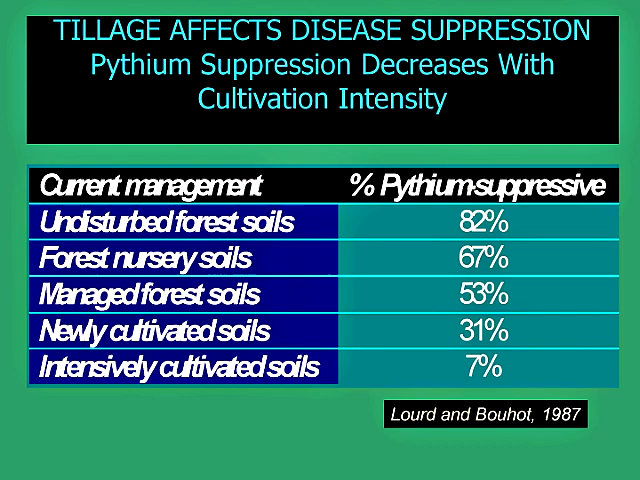 TILLAGE AFFECTS DISEASE SUPPRESSION
Pythium Suppression Decreases With
Cultivation Intensity
Current management % Pythium-suppressive
Undisturbed forest soils 82%
Forest nursery soils 67%
Managed forest soils 53%
Newly cultivated soils 31%
Intensively cultivated soils 7%
Lourd and Bouhot, 1987